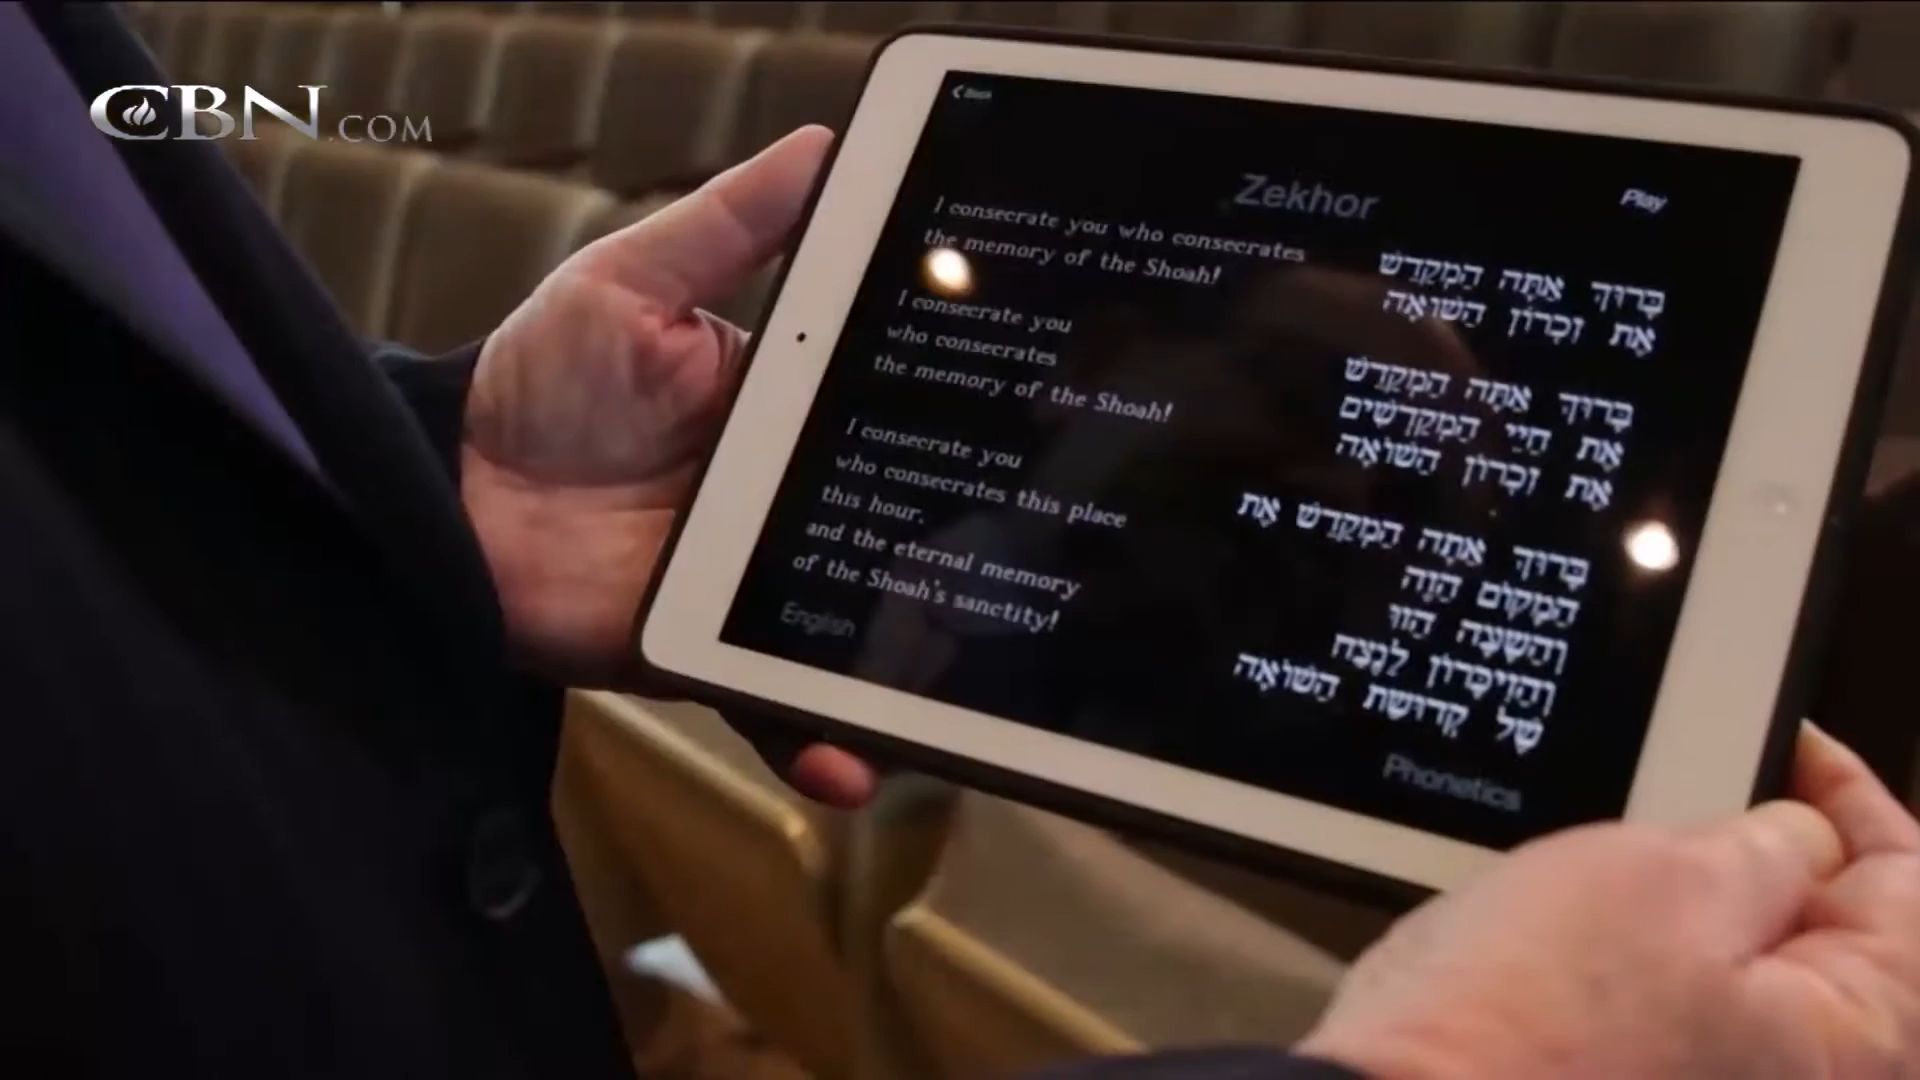 CBN.COM
Back
Zekhor
Play
I consecrate you who consecrates
the memory of the Shoah!
I consecrate you
who consecrates
the memory of the Shoah!
I consecrate you
who consecrates this place
this hour,
and the eternal memory
of the Shoah's sanctity!
English
בָּרוּךְ אַתָּה הַמְקַדֵּשׁ
אֶת זִכְרוֹן הַשּׁוֹאָה
בָּרוּךְ אַתָּה הַמְקַדֵּשׁ
אֶת חַיֵּי הַמְקַדְּשִׁים
אֶת זִכְרוֹן הַשּׁוֹאָה
בָּרוּךְ אַתָּה הַמְקַדֵּשׁ אֶת
הַמָּקוֹם הַזֶּה
וְהַשָּׁעָה הַזוּ
וְהַזִּיכָּרוֹן לַנֶּצַח
שֶׁל קְדוּשַּׁת הַשּׁוֹאָה
Phonetics